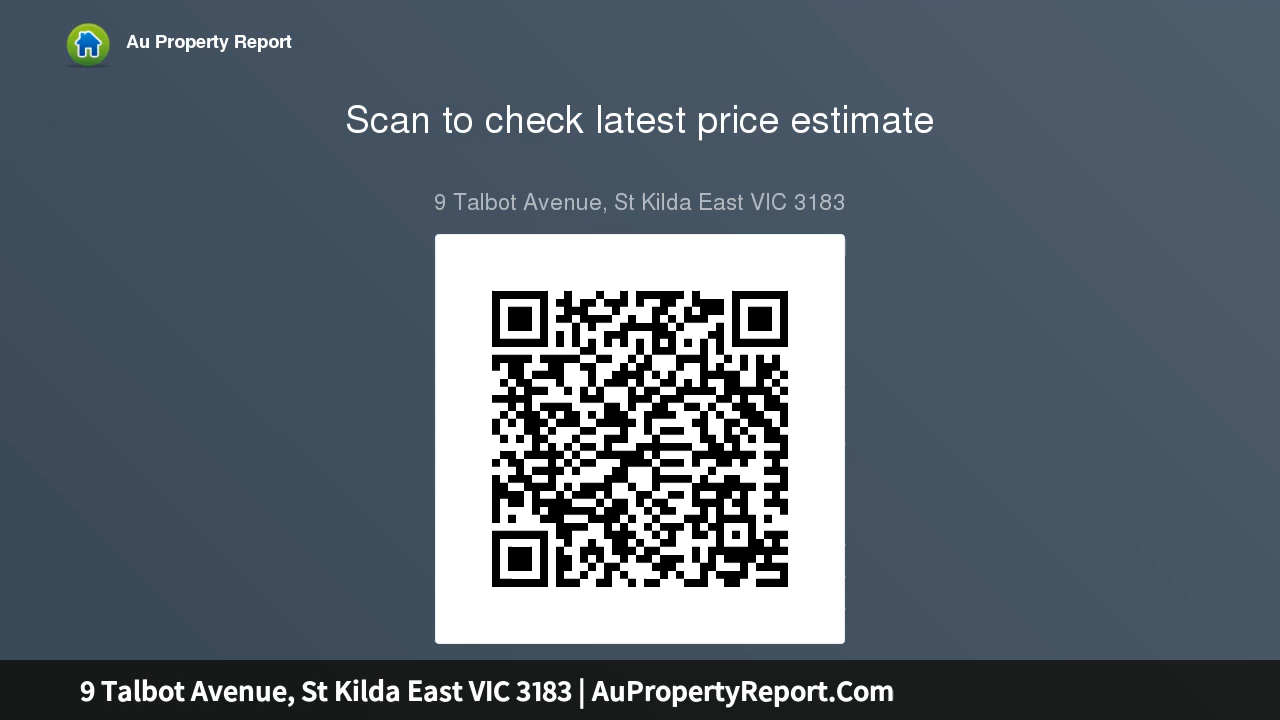 Au Property Report
Scan to check latest price estimate
9 Talbot Avenue, St Kilda East VIC 3183
9 Talbot Avenue, St Kilda East VIC 3183 | AuPropertyReport.Com